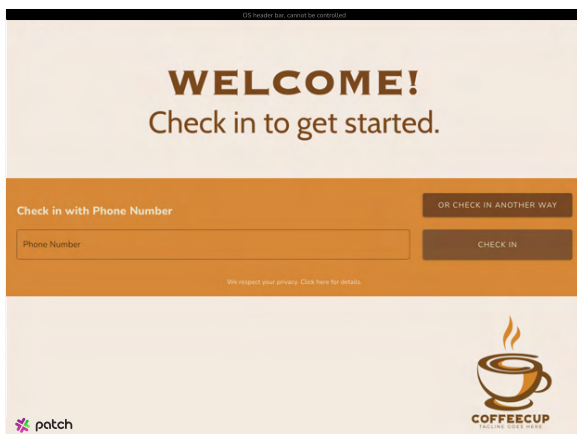 OS header bar, cannot be controlled
WELCOME!
Check in to get started.
Check in with Phone Number
OR CHECK IN ANOTHER WAY
Phone Number
CHECK IN
We respect your privacy. Click here for details.
patch
COFFEECUP
TAGLINE GOES HERE